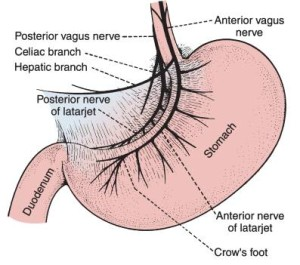 Anterior vagus
nerve
Posterior vagus nerve
Celiac branch
Hepatic branch
Posterior nerve
of latarjet
Stomach
Duodenum
Anterior nerve
of latarjet
Crow's foot